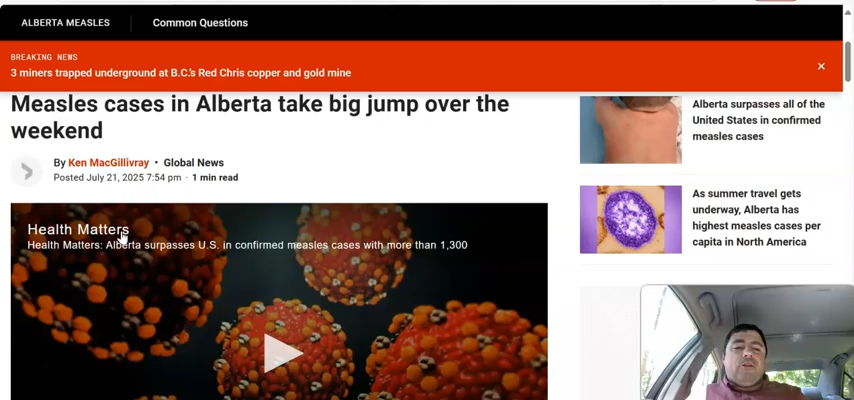 ALBERTA MEASLES
Common Questions
BREAKING NEWS
3 miners trapped underground at B.C.'s Red Chris copper and gold mine
Measles cases in Alberta take big jump over the
weekend
By Ken MacGillivray • Global News
Posted July 21, 2025 7:54 pm · 1 min read
Health Matters
Health Matters: Alberta surpasses U.S. in confirmed measles cases with more than 1,300
Alberta surpasses all of the
United States in confirmed
measles cases
As summer travel gets
underway, Alberta has
highest measles cases per
capita in North America